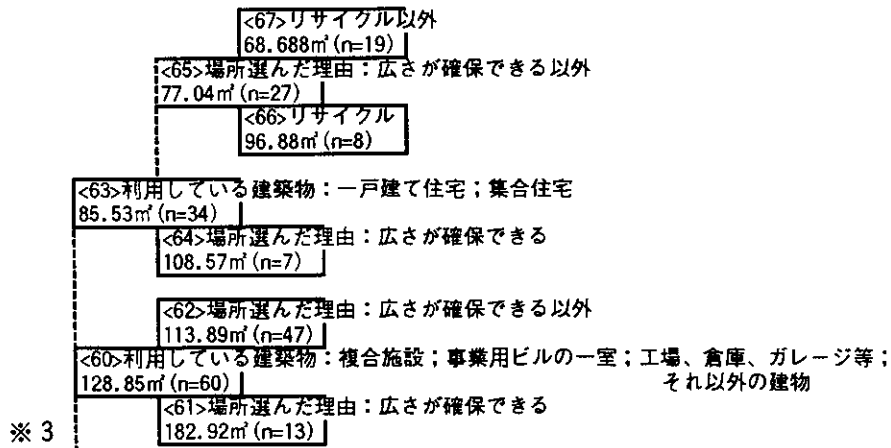 <67>リサイクル以外
68.688㎡(n=19)
<65>場所選んだ理由：広さが確保できる以外
77.04㎡(n=27)
<66>リサイクル
96.88㎡(n=8)
<63>利用している建築物：一戸建て住宅；集合住宅
85.53㎡(n=34)
<64>場所選んだ理由：広さが確保できる
108.57㎡(n=7)
<62>場所選んだ理由：広さが確保できる以外
113.89㎡(n=47)
<60>利用している建築物：複合施設；事業用ビルの一室；工場、倉庫、ガレージ等；
それ以外の建物
128.85㎡(n=60)
<61>場所選んだ理由：広さが確保できる
182.92㎡(n=13)
※3